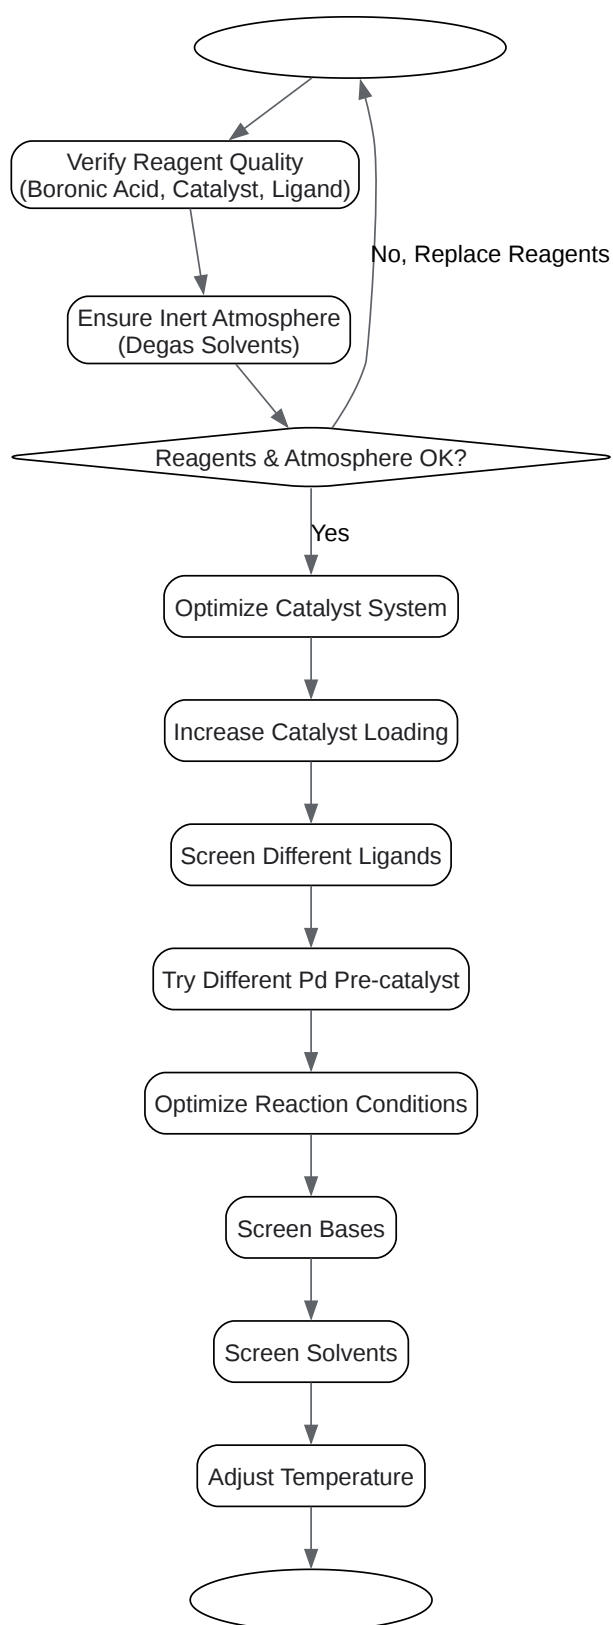 Verify Reagent Quality
(Boronic Acid, Catalyst, Ligand)
No, Replace Reagents
Ensure Inert Atmosphere
(Degas Solvents)
Reagents & Atmosphere OK?
Yes
Optimize Catalyst System
Increase Catalyst Loading
Screen Different Ligands
Try Different Pd Pre-catalyst
Optimize Reaction Conditions
Screen Bases
Screen Solvents
Adjust Temperature